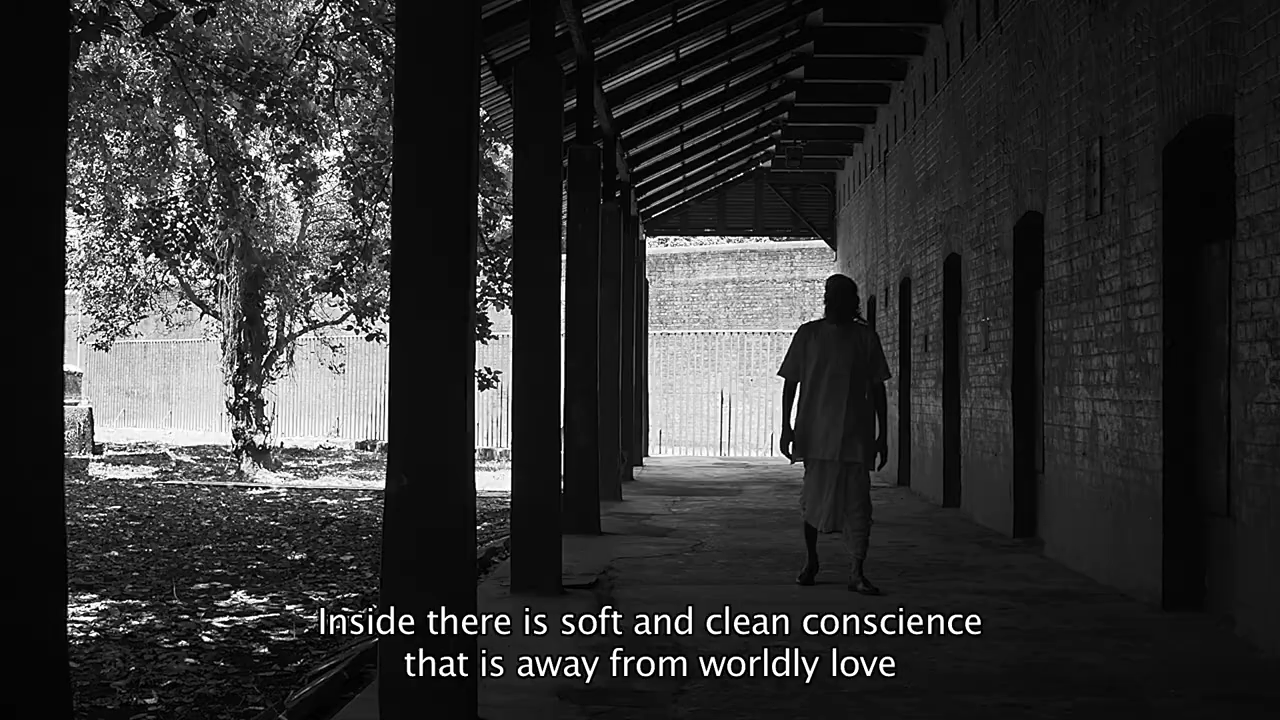 Inside there is soft and clean conscience
that is away from worldly love